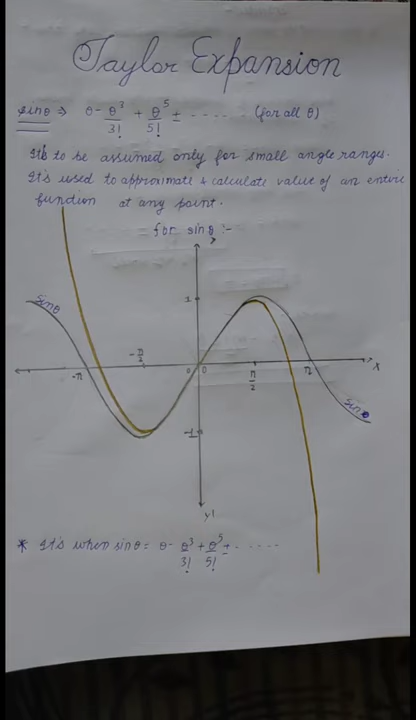 Taylor Expansion
sinθ ⇒ θ - θ³/3! + θ⁵/5! ± ..... (for all θ)
It's to be assumed only for small angle ranges.
It's used to approximate & calculate value of an entire
function at any point.
for sinθ :-
1
sinθ
-π/2
-π
0
0
π/2
π
x
-1
sinθ
y'
* It's when sinθ = θ - θ³/3! + θ⁵/5! ± .....